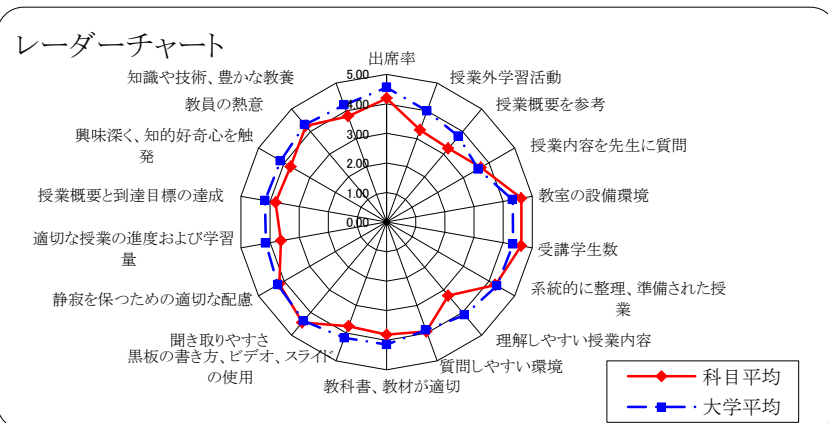 レーダーチャート
出席率
授業外学習活動
授業概要を参考
授業内容を先生に質問
教室の設備環境
受講学生数
系統的に整理、準備された授
業
理解しやすい授業内容
質問しやすい環境
教科書、教材が適切
黒板の書き方、ビデオ、スライド
の使用
聞き取りやすさ
静寂を保つための適切な配慮
適切な授業の進度および学習
量
授業概要と到達目標の達成
興味深く、知的好奇心を触
発
教員の熱意
知識や技術、豊かな教養
5.00
4.00
3.00
2.00
1.00
0.00
科目平均
大学平均